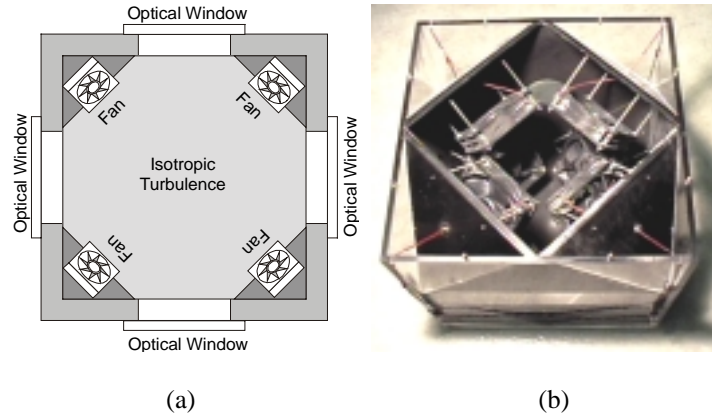 Optical Window
Fan
Fan
Optical Window
Isotropic
Turbulence
Optical Window
Fan
Fan
Optical Window
(a)
(b)